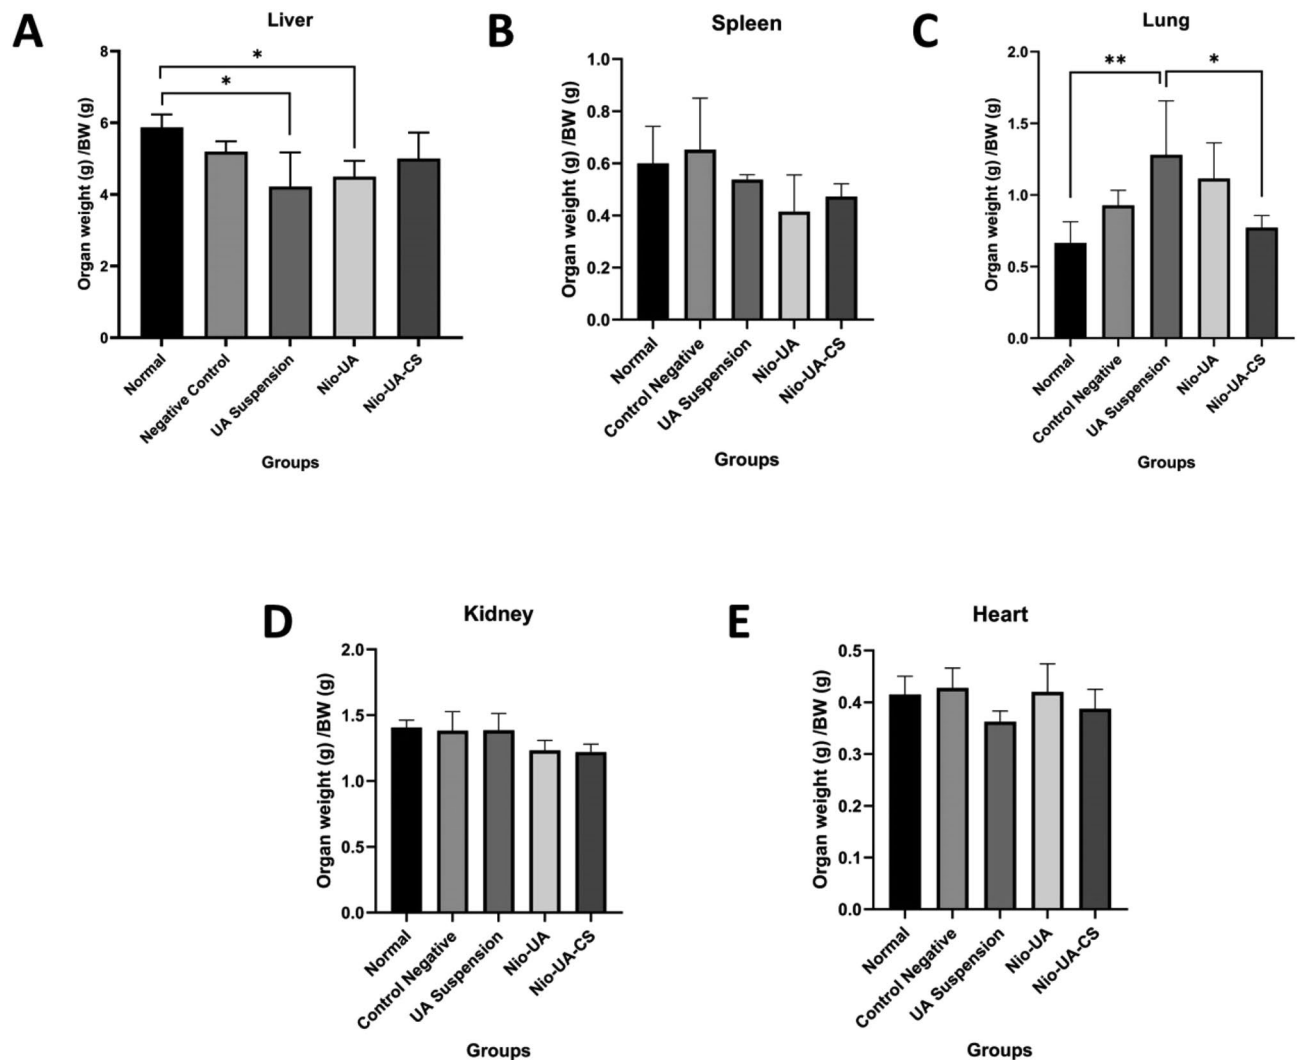 A
Liver
Organ weight (g) /BW (g)
8
6
4
2
0
*
*
Normal
Negative Control
UA Suspension
Nio-UA
Nio-UA-CS
Groups
B
Spleen
Organ weight (g) /BW (g)
1.0
0.8
0.6
0.4
0.2
0.0
Normal
Control Negative
UA Suspension
Nio-UA
Nio-UA-CS
Groups
C
Lung
Organ weight (g) /BW (g)
2.0
1.5
1.0
0.5
0.0
**
*
Normal
Control Negative
UA Suspension
Nio-UA
Nio-UA-CS
Groups
D
Kidney
Organ weight (g) /BW (g)
2.0
1.5
1.0
0.5
0.0
Normal
Control Negative
UA Suspension
Nio-UA
Nio-UA-CS
Groups
E
Heart
Organ weight (g) /BW (g)
0.5
0.4
0.3
0.2
0.1
0.0
Normal
Control Negative
UA Suspension
Nio-UA
Nio-UA-CS
Groups